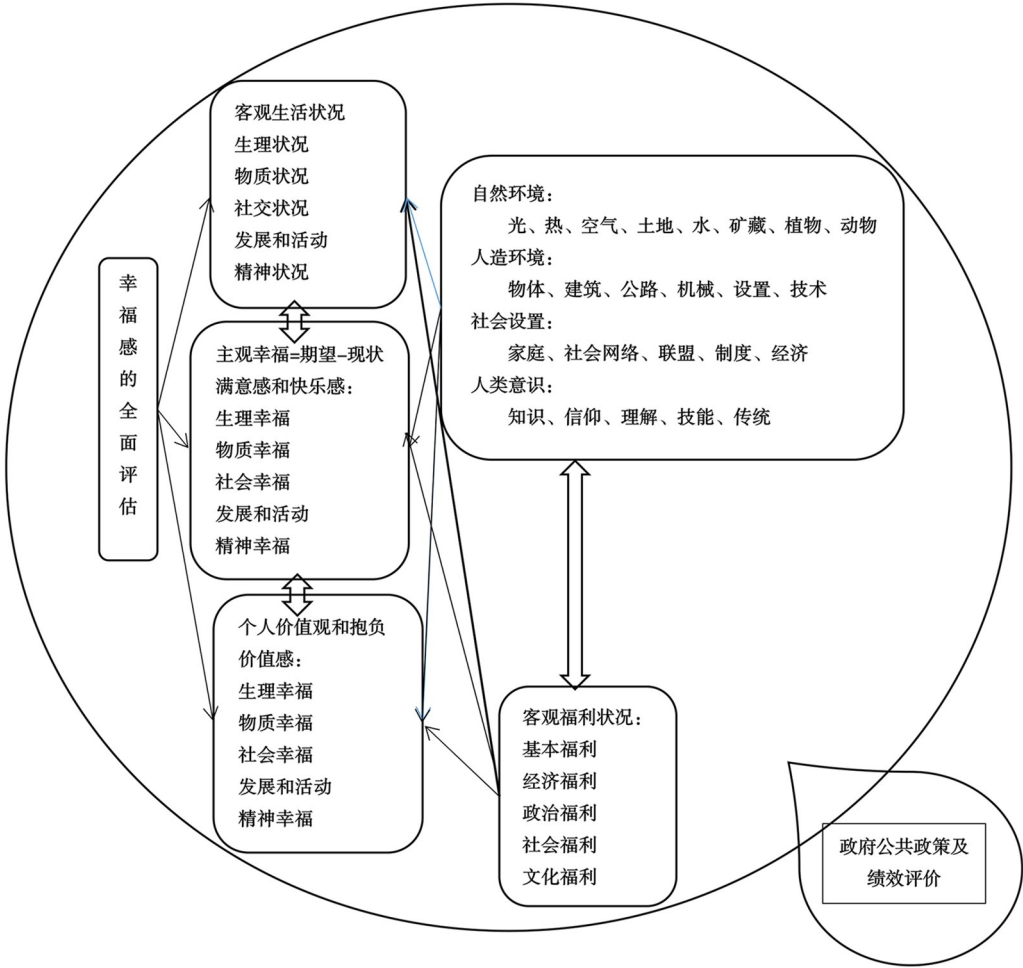 幸福感的全面评估
客观生活状况
生理状况
物质状况
社交状况
发展和活动
精神状况
主观幸福=期望-现状
满意感和快乐感：
生理幸福
物质幸福
社会幸福
发展和活动
精神幸福
个人价值观和抱负
价值感：
生理幸福
物质幸福
社会幸福
发展和活动
精神幸福
自然环境：
光、热、空气、土地、水、矿藏、植物、动物
人造环境：
物体、建筑、公路、机械、设置、技术
社会设置：
家庭、社会网络、联盟、制度、经济
人类意识：
知识、信仰、理解、技能、传统
客观福利状况：
基本福利
经济福利
政治福利
社会福利
文化福利
政府公共政策及
绩效评价